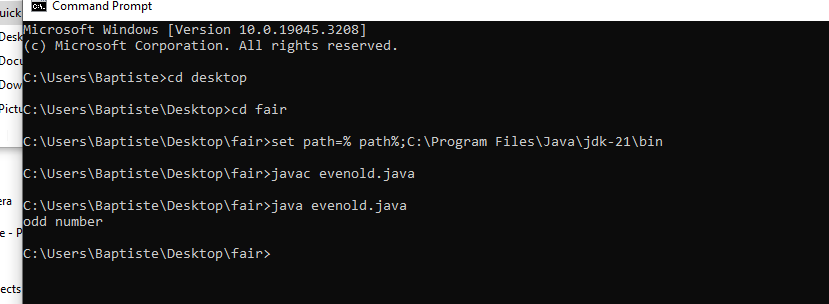 uick
Command Prompt
Desk
Docu
Dow
Pictu
era
e - P
ects
Microsoft Windows [Version 10.0.19045.3208]
(c) Microsoft Corporation. All rights reserved.
C:\Users\Baptiste>cd desktop
C:\Users\Baptiste\Desktop>cd fair
C:\Users\Baptiste\Desktop\fair>set path=% path%;C:\Program Files\Java\jdk-21\bin
C:\Users\Baptiste\Desktop\fair>javac evenold.java
C:\Users\Baptiste\Desktop\fair>java evenold.java
odd number
C:\Users\Baptiste\Desktop\fair>